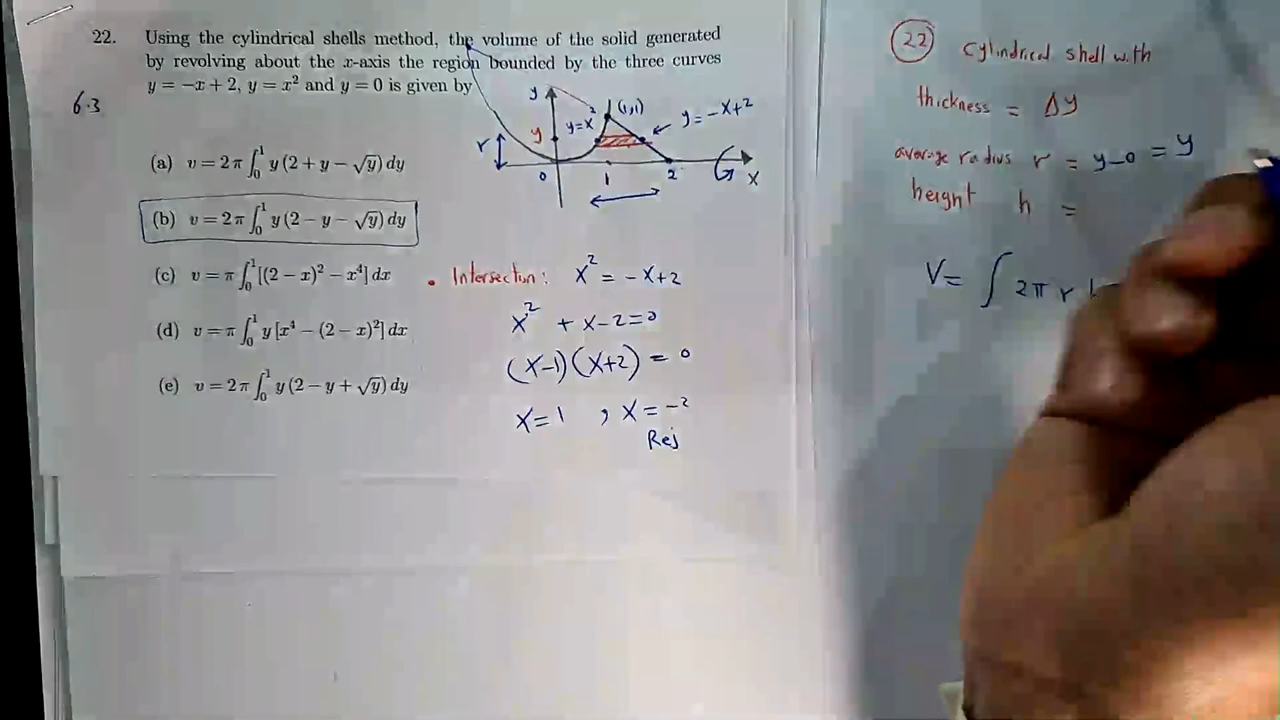 22. Using the cylindrical shells method, the volume of the solid generated
by revolving about the x-axis the region bounded by the three curves
y = −x + 2, y = x² and y = 0 is given by
6.3
(a) v = 2π ∫₀¹ y(2 + y − √y) dy
(b) v = 2π ∫₀¹ y(2 − y − √y) dy
(c) v = π ∫₀¹ [(2 − x)² − x⁴] dx
(d) v = π ∫₀¹ y[x⁴ − (2 − x)²] dx
(e) v = 2π ∫₀¹ y(2 − y + √y) dy
y
(1,1)
y = x²
y = −x+2
y
r
0
1
2
x
• Intersection: x² = −x+2
x² + x−2=0
(x−1)(x+2) = 0
x=1 , x = −2
Rej
22 Cylindrical shell with
thickness = Δy
average radius r = y−0 = y
height h =
V= ∫ 2π r